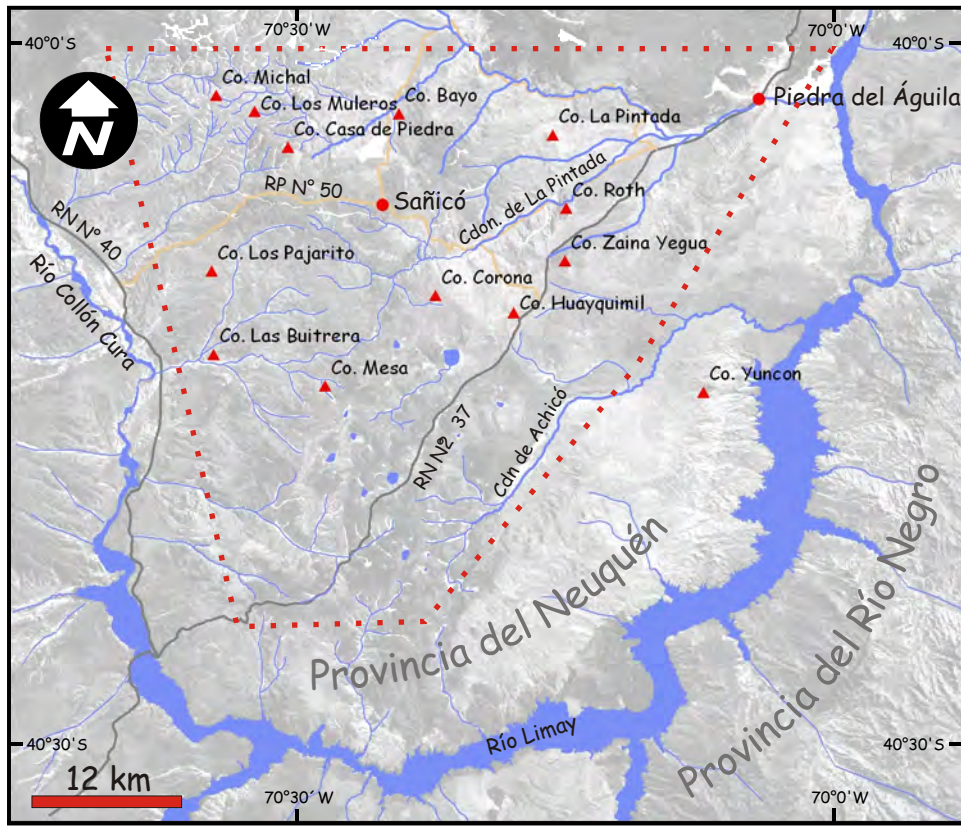 70°30'W
70°0'W
40°0'S
40°0'S
Co. Michal
Co. Los Muleros
Co. Bayo
Co. Casa de Piedra
Co. La Pintada
Piedra del Águila
N
RP N° 50
Sañicó
Cdon. de La Pintada
Co. Roth
RN N° 40
Co. Los Pajarito
Co. Zaina Yegua
Co. Corona
Río Collón Cura
Co. Huayquimil
Co. Las Buitrera
Co. Mesa
Co. Yuncon
RN Nº 237
Cdn de Achicó
Provincia del Neuquén
Provincia del Río Negro
Río Limay
40°30'S
40°30'S
12 km
70°30'W
70°0'W